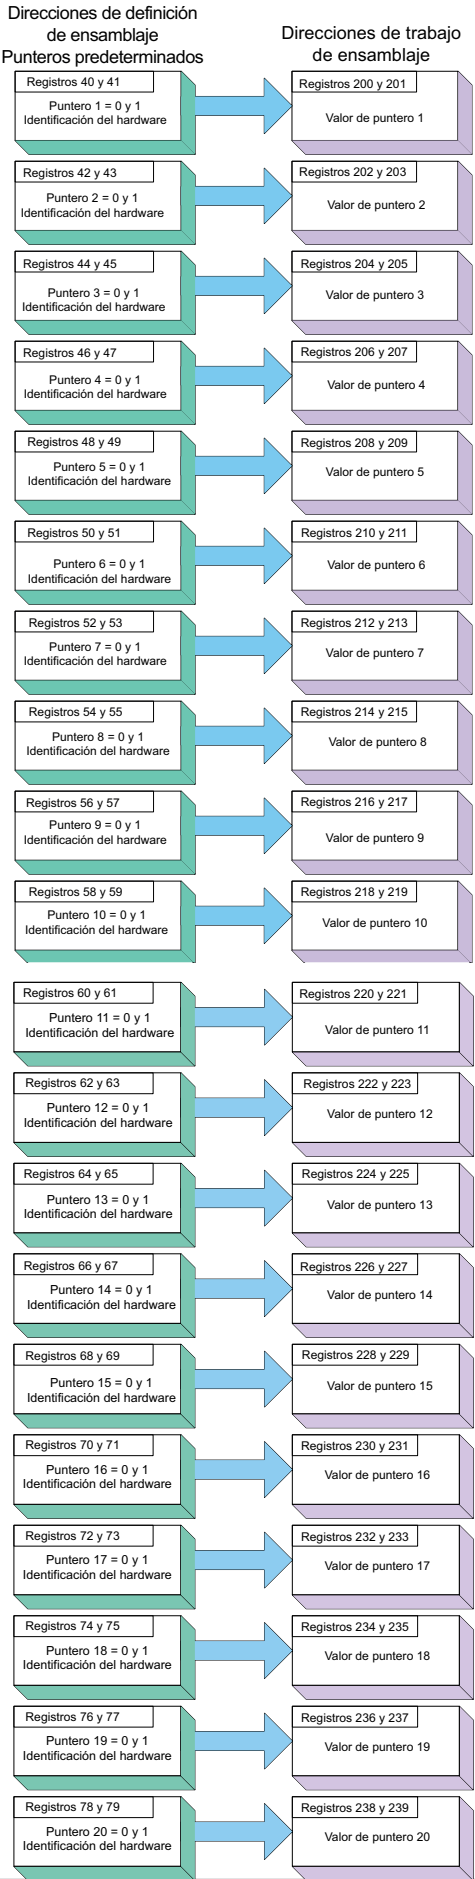 Direcciones de definición
de ensamblaje
Punteros predeterminados
Direcciones de trabajo
de ensamblaje
Registros 40 y 41
Puntero 1 = 0 y 1
Identificación del hardware
Registros 200 y 201
Valor de puntero 1
Registros 42 y 43
Puntero 2 = 0 y 1
Identificación del hardware
Registros 202 y 203
Valor de puntero 2
Registros 44 y 45
Puntero 3 = 0 y 1
Identificación del hardware
Registros 204 y 205
Valor de puntero 3
Registros 46 y 47
Puntero 4 = 0 y 1
Identificación del hardware
Registros 206 y 207
Valor de puntero 4
Registros 48 y 49
Puntero 5 = 0 y 1
Identificación del hardware
Registros 208 y 209
Valor de puntero 5
Registros 50 y 51
Puntero 6 = 0 y 1
Identificación del hardware
Registros 210 y 211
Valor de puntero 6
Registros 52 y 53
Puntero 7 = 0 y 1
Identificación del hardware
Registros 212 y 213
Valor de puntero 7
Registros 54 y 55
Puntero 8 = 0 y 1
Identificación del hardware
Registros 214 y 215
Valor de puntero 8
Registros 56 y 57
Puntero 9 = 0 y 1
Identificación del hardware
Registros 216 y 217
Valor de puntero 9
Registros 58 y 59
Puntero 10 = 0 y 1
Identificación del hardware
Registros 218 y 219
Valor de puntero 10
Registros 60 y 61
Puntero 11 = 0 y 1
Identificación del hardware
Registros 220 y 221
Valor de puntero 11
Registros 62 y 63
Puntero 12 = 0 y 1
Identificación del hardware
Registros 222 y 223
Valor de puntero 12
Registros 64 y 65
Puntero 13 = 0 y 1
Identificación del hardware
Registros 224 y 225
Valor de puntero 13
Registros 66 y 67
Puntero 14 = 0 y 1
Identificación del hardware
Registros 226 y 227
Valor de puntero 14
Registros 68 y 69
Puntero 15 = 0 y 1
Identificación del hardware
Registros 228 y 229
Valor de puntero 15
Registros 70 y 71
Puntero 16 = 0 y 1
Identificación del hardware
Registros 230 y 231
Valor de puntero 16
Registros 72 y 73
Puntero 17 = 0 y 1
Identificación del hardware
Registros 232 y 233
Valor de puntero 17
Registros 74 y 75
Puntero 18 = 0 y 1
Identificación del hardware
Registros 234 y 235
Valor de puntero 18
Registros 76 y 77
Puntero 19 = 0 y 1
Identificación del hardware
Registros 236 y 237
Valor de puntero 19
Registros 78 y 79
Puntero 20 = 0 y 1
Identificación del hardware
Registros 238 y 239
Valor de puntero 20